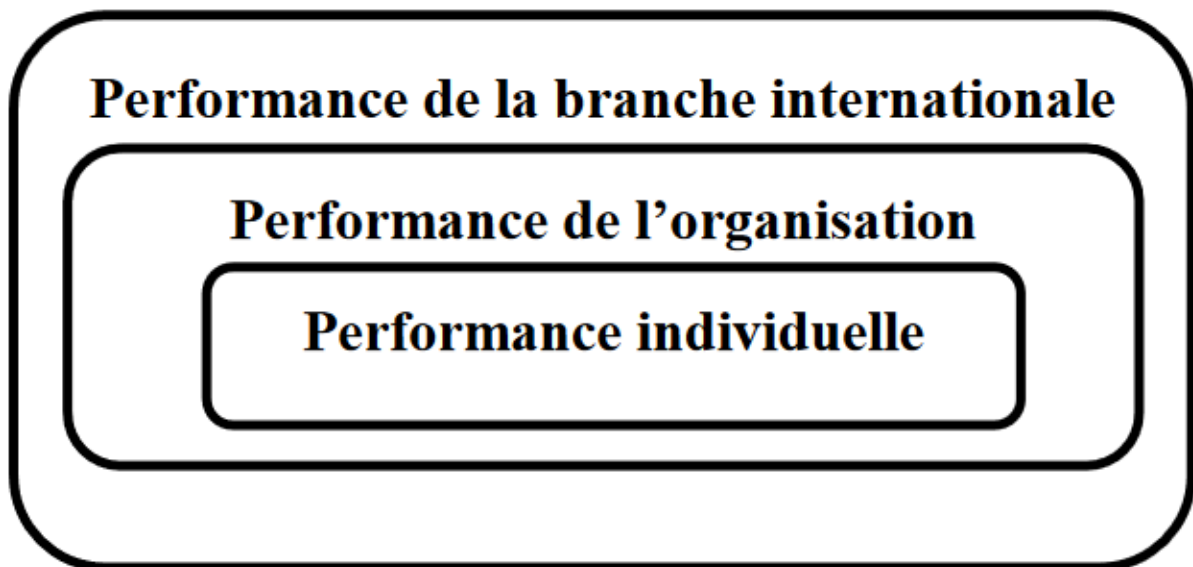 Performance de la branche internationale
Performance de l’organisation
Performance individuelle